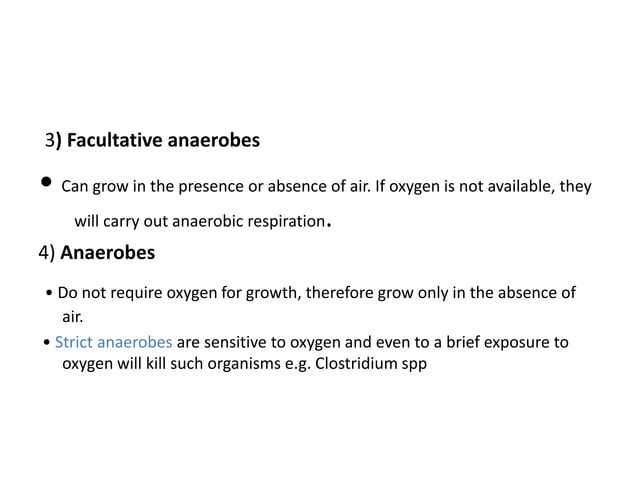 3) Facultative anaerobes
• Can grow in the presence or absence of air. If oxygen is not available, they
will carry out anaerobic respiration.
4) Anaerobes
• Do not require oxygen for growth, therefore grow only in the absence of
air.
• Strict anaerobes are sensitive to oxygen and even to a brief exposure to
oxygen will kill such organisms e.g. Clostridium spp